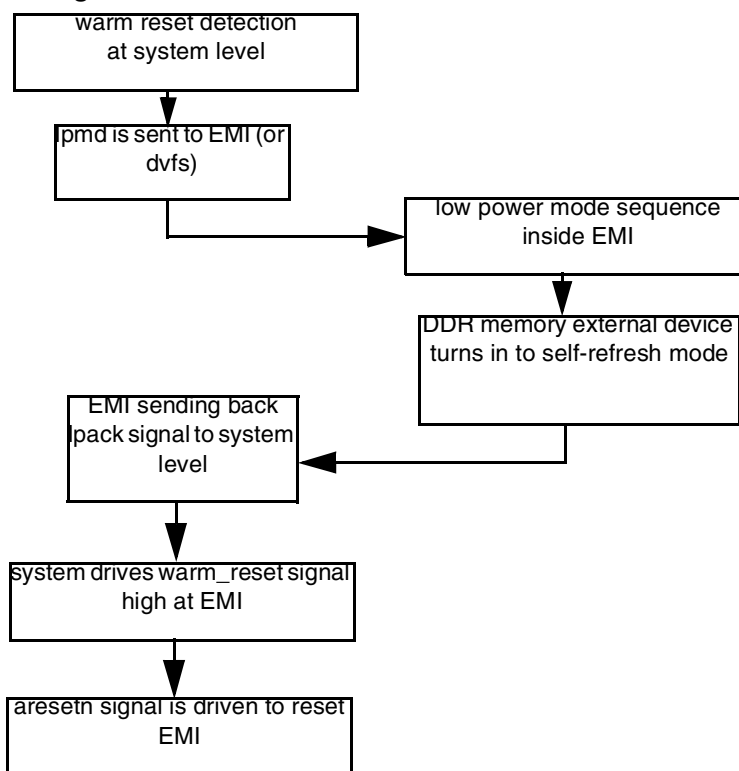 warm reset detection
at system level
lpmd is sent to EMI (or
dvfs)
low power mode sequence
inside EMI
DDR memory external device
turns in to self-refresh mode
EMI sending back
lpack signal to system
level
system drives warm_reset signal
high at EMI
aresetn signal is driven to reset
EMI